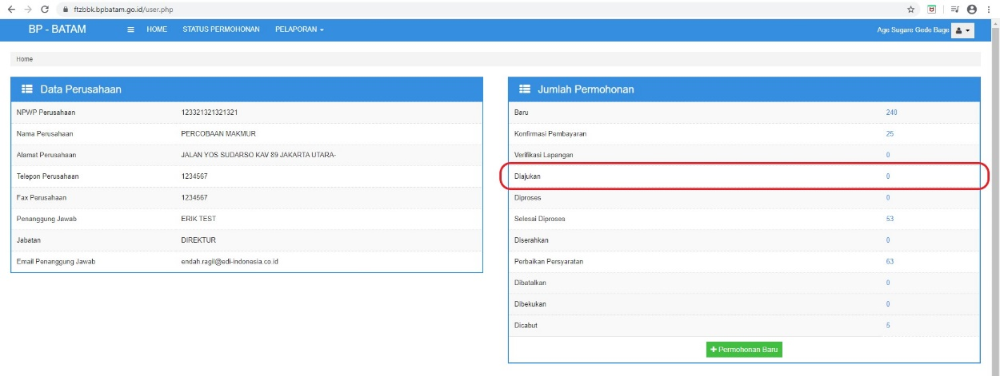 ftzbbk.bpbatam.go.id/user.php
BP - BATAM HOME STATUS PERMOHONAN PELAPORAN Age Sugare Gede Bage
Home
Data Perusahaan
NPWP Perusahaan 123321321321321
Nama Perusahaan PERCOBAAN MAKMUR
Alamat Perusahaan JALAN YOS SUDARSO KAV 89 JAKARTA UTARA-
Telepon Perusahaan 1234567
Fax Perusahaan 1234567
Penanggung Jawab ERIK TEST
Jabatan DIREKTUR
Email Penanggung Jawab endah.ragil@edi-indonesia.co.id
Jumlah Permohonan
Baru 240
Konfirmasi Pembayaran 25
Verifikasi Lapangan 0
Diajukan 0
Diproses 0
Selesai Diproses 53
Diserahkan 0
Perbaikan Persyaratan 63
Dibatalkan 0
Dibekukan 0
Dicabut 5
Permohonan Baru